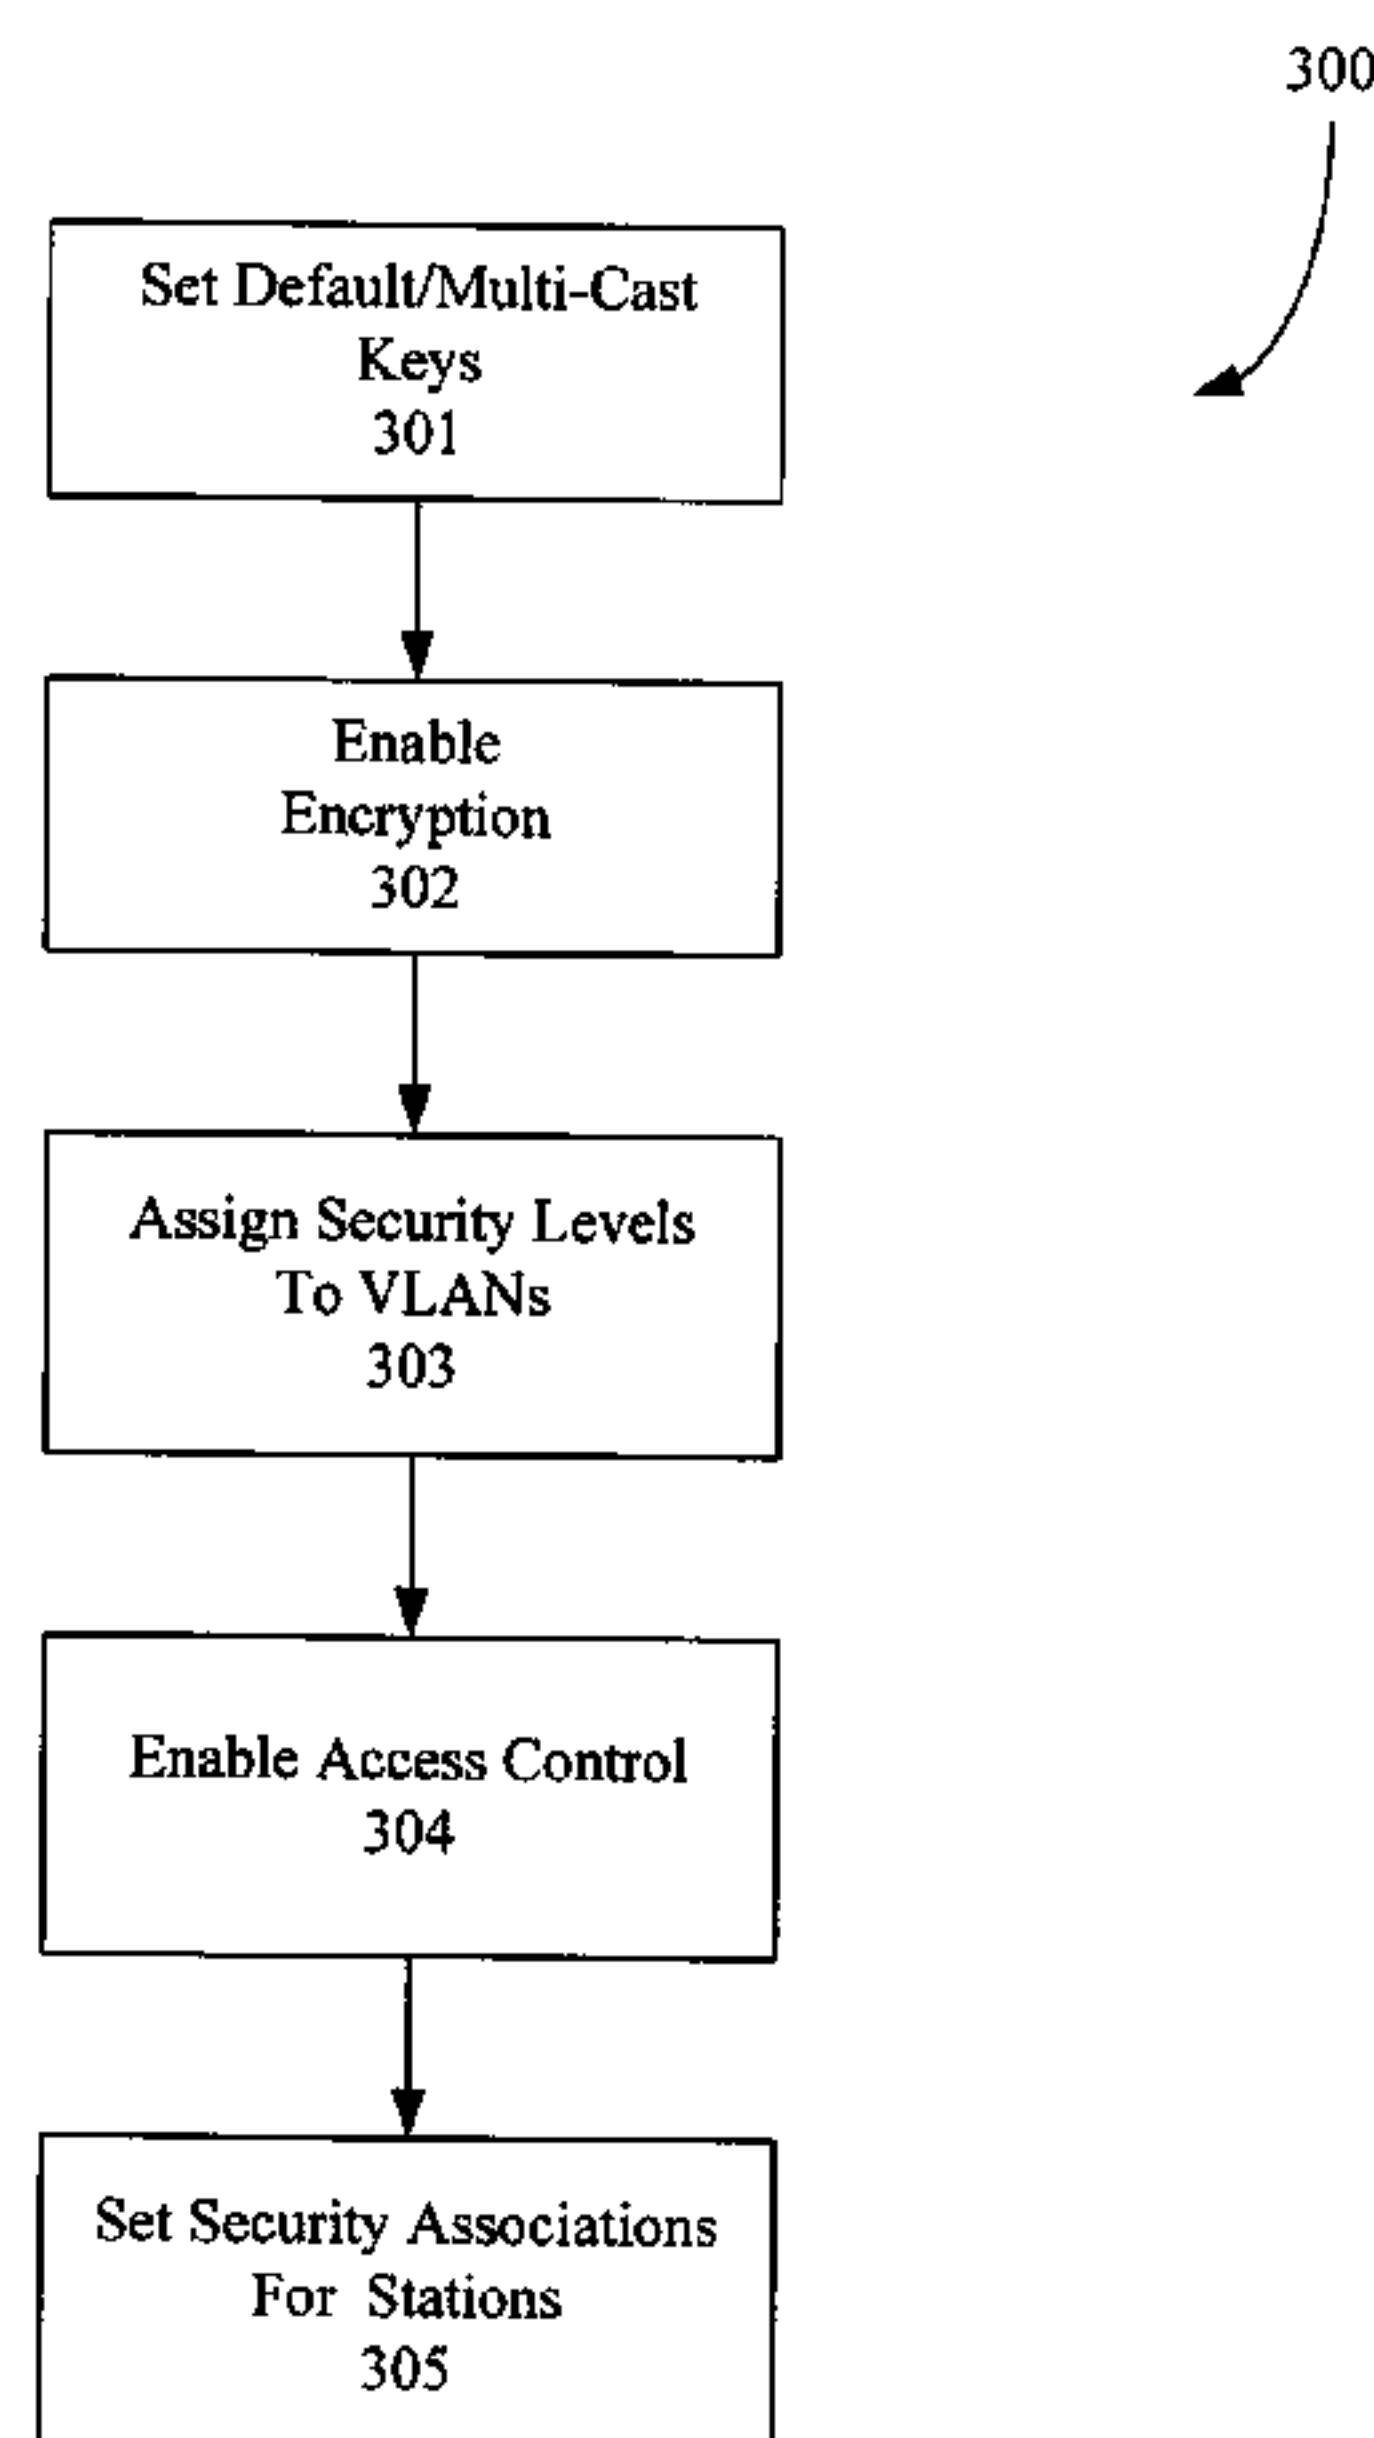 300
Set Default/Multi-Cast
Keys
301
Enable
Encryption
302
Assign Security Levels
To VLANs
303
Enable Access Control
304
Set Security Associations
For Stations
305